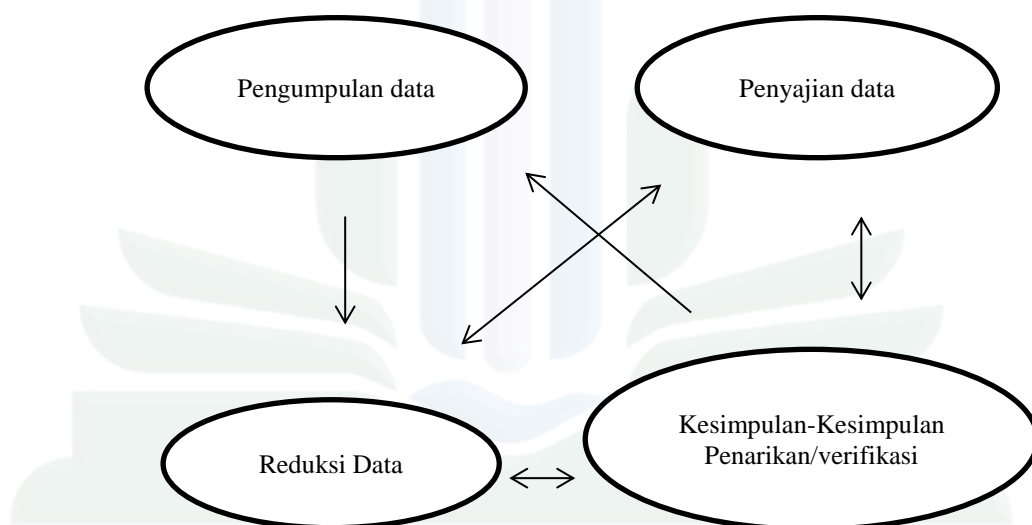 Pengumpulan data
Penyajian data
Reduksi Data
Kesimpulan-Kesimpulan
Penarikan/verifikasi